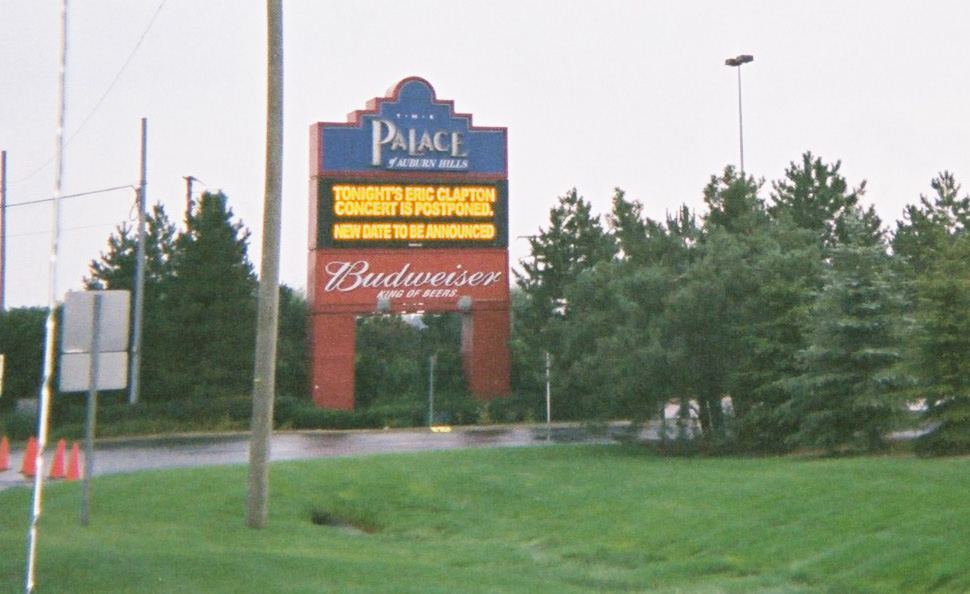 THE
PALACE
of AUBURN HILLS
TONIGHT'S ERIC CLAPTON
CONCERT IS POSTPONED.
NEW DATE TO BE ANNOUNCED
Budweiser
KING OF BEERS.